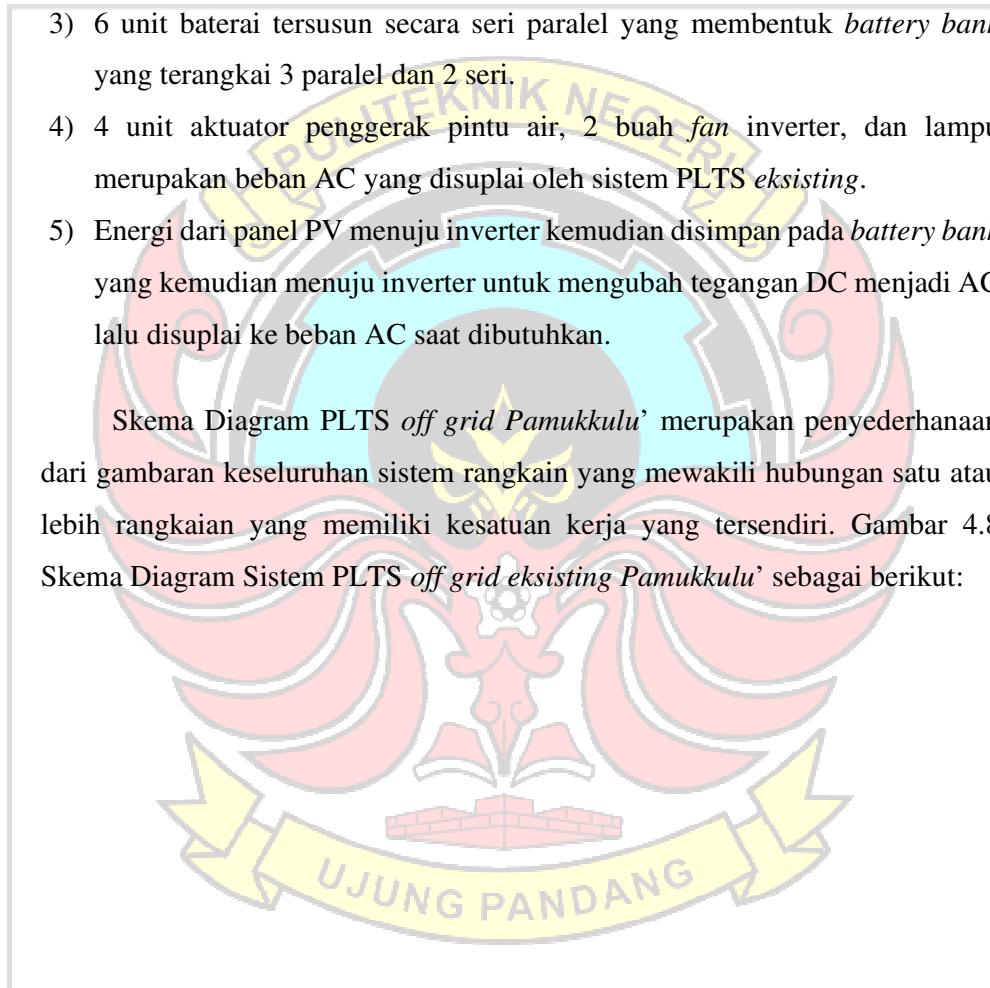 3) 6 unit baterai tersusun secara seri paralel yang membentuk battery bank
yang terangkai 3 paralel dan 2 seri.
4) 4 unit aktuator penggerak pintu air, 2 buah fan inverter, dan lampu
merupakan beban AC yang disuplai oleh sistem PLTS eksisting.
5) Energi dari panel PV menuju inverter kemudian disimpan pada battery bank
yang kemudian menuju inverter untuk mengubah tegangan DC menjadi AC
lalu disuplai ke beban AC saat dibutuhkan.
Skema Diagram PLTS off grid Pamukkulu’ merupakan penyederhanaan
dari gambaran keseluruhan sistem rangkain yang mewakili hubungan satu atau
lebih rangkaian yang memiliki kesatuan kerja yang tersendiri. Gambar 4.8
Skema Diagram Sistem PLTS off grid eksisting Pamukkulu’ sebagai berikut:
POLITEKNIK NEGERI
UJUNG PANDANG